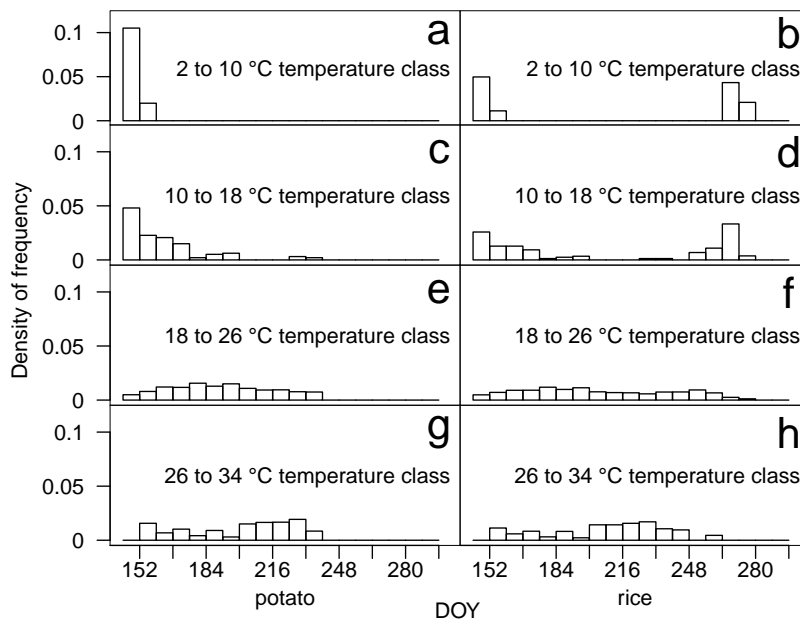 0.1
0.05
0
a
2 to 10 °C temperature class
b
2 to 10 °C temperature class
0.1
0.05
0
c
10 to 18 °C temperature class
d
10 to 18 °C temperature class
0.1
0.05
0
e
18 to 26 °C temperature class
f
18 to 26 °C temperature class
0.1
0.05
0
g
26 to 34 °C temperature class
h
26 to 34 °C temperature class
Density of frequency
152 184 216 248 280
152 184 216 248 280
potato
DOY
rice